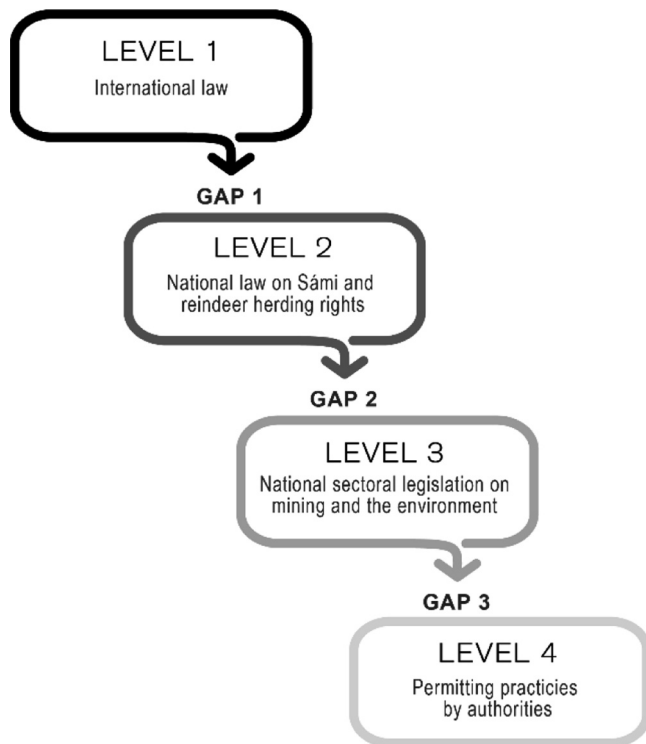 LEVEL 1
International law
GAP 1
LEVEL 2
National law on Sámi and
reindeer herding rights
GAP 2
LEVEL 3
National sectoral legislation on
mining and the environment
GAP 3
LEVEL 4
Permitting practicies
by authorities